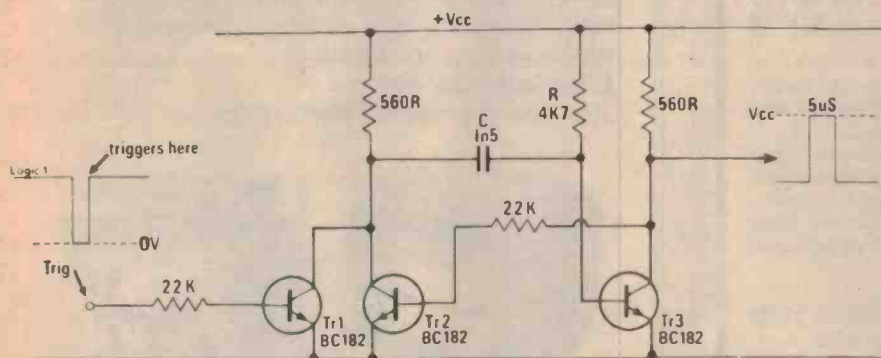 +Vcc
560R
R
4K7
560R
C
1n5
Vcc
5uS
triggers here
Logic 1
0V
Trig
22K
22K
Tr1
BC182
Tr2
BC182
Tr3
BC182